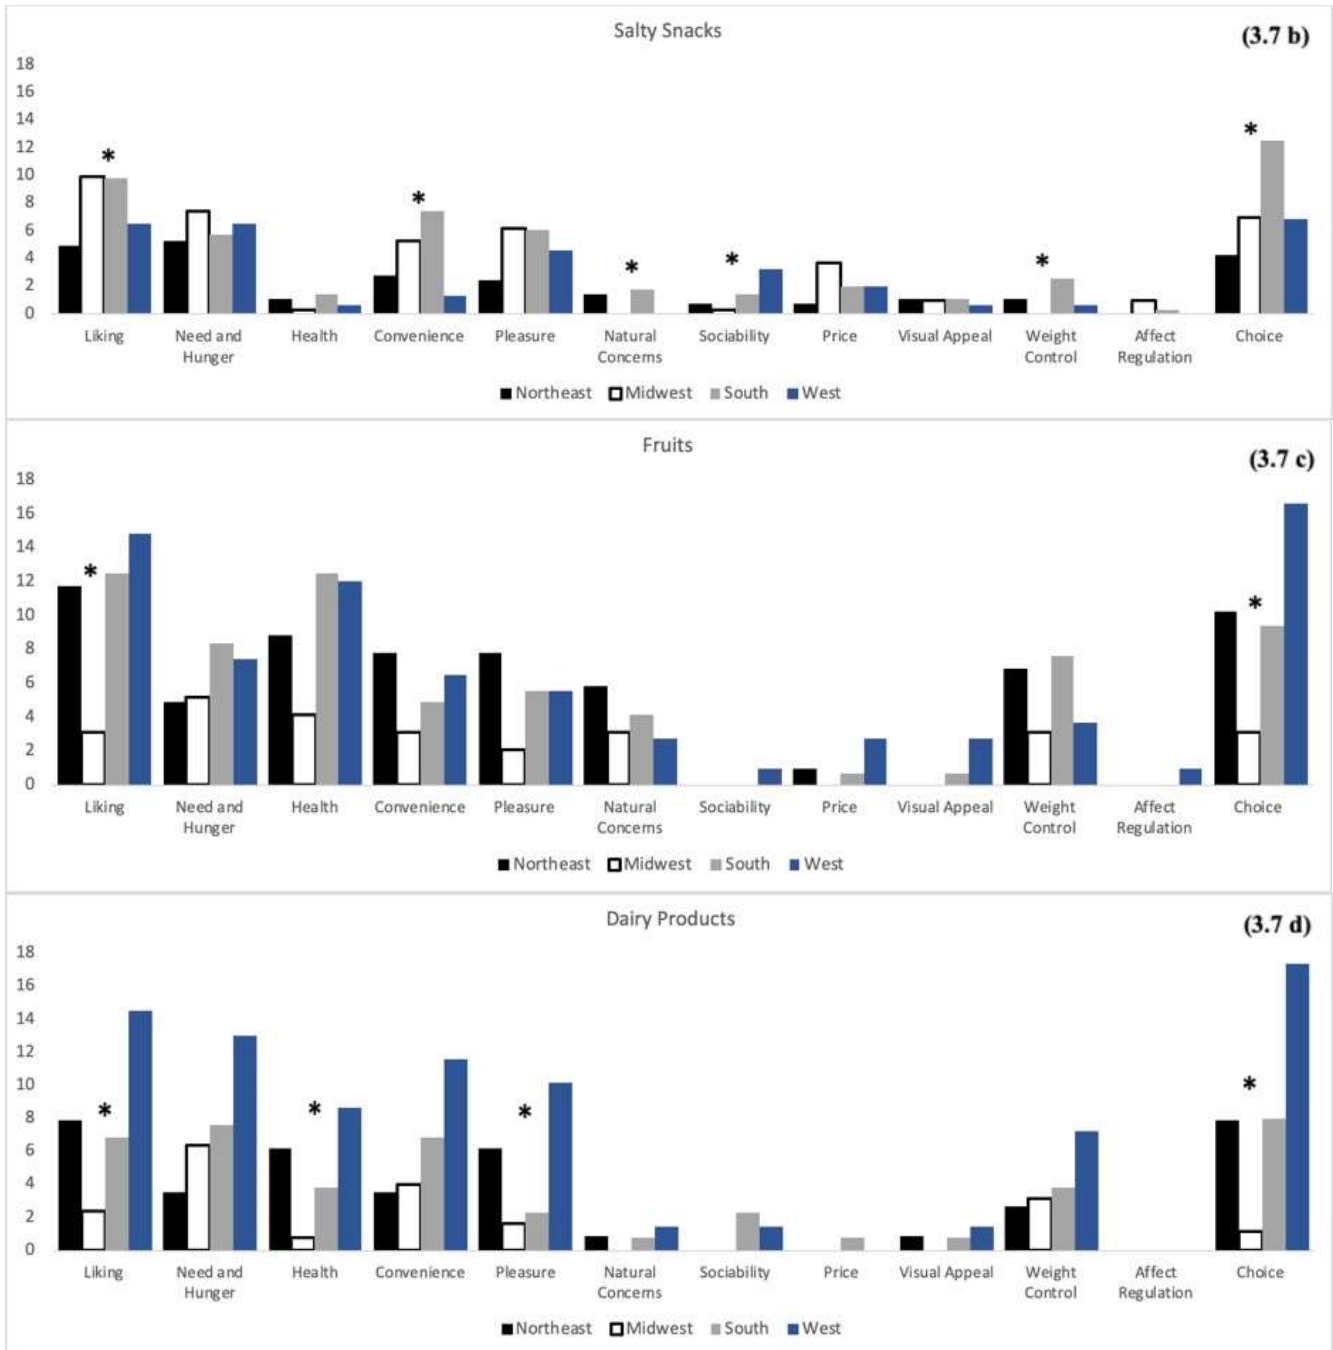 Salty Snacks
(3.7 b)
18
16
14
12
10
8
6
4
2
0
*
*
*
*
*
*
Liking
Need and
Hunger
Health
Convenience
Pleasure
Natural
Concerns
Sociability
Price
Visual Appeal
Weight
Control
Affect
Regulation
Choice
Northeast Midwest South West
Fruits
(3.7 c)
18
16
14
12
10
8
6
4
2
0
*
*
Liking
Need and
Hunger
Health
Convenience
Pleasure
Natural
Concerns
Sociability
Price
Visual Appeal
Weight
Control
Affect
Regulation
Choice
Northeast Midwest South West
Dairy Products
(3.7 d)
18
16
14
12
10
8
6
4
2
0
*
*
*
*
Liking
Need and
Hunger
Health
Convenience
Pleasure
Natural
Concerns
Sociability
Price
Visual Appeal
Weight
Control
Affect
Regulation
Choice
Northeast Midwest South West